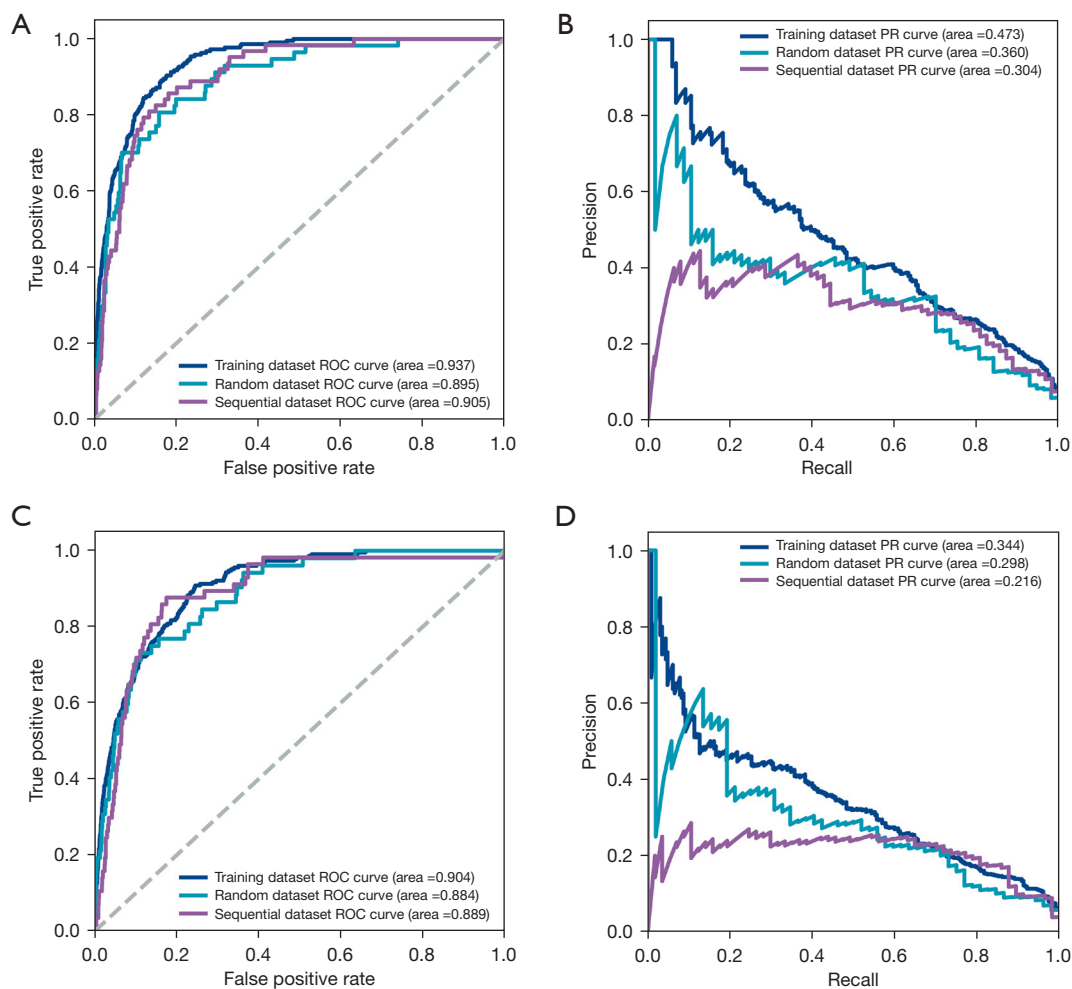 A
1.0
0.8
0.6
0.4
0.2
0.0
True positive rate
Training dataset ROC curve (area =0.937)
Random dataset ROC curve (area =0.895)
Sequential dataset ROC curve (area =0.905)
0.0 0.2 0.4 0.6 0.8 1.0
False positive rate
B
1.0
0.8
0.6
0.4
0.2
0.0
Precision
Training dataset PR curve (area =0.473)
Random dataset PR curve (area =0.360)
Sequential dataset PR curve (area =0.304)
0.0 0.2 0.4 0.6 0.8 1.0
Recall
C
1.0
0.8
0.6
0.4
0.2
0.0
True positive rate
Training dataset ROC curve (area =0.904)
Random dataset ROC curve (area =0.884)
Sequential dataset ROC curve (area =0.889)
0.0 0.2 0.4 0.6 0.8 1.0
False positive rate
D
1.0
0.8
0.6
0.4
0.2
0.0
Precision
Training dataset PR curve (area =0.344)
Random dataset PR curve (area =0.298)
Sequential dataset PR curve (area =0.216)
0.0 0.2 0.4 0.6 0.8 1.0
Recall